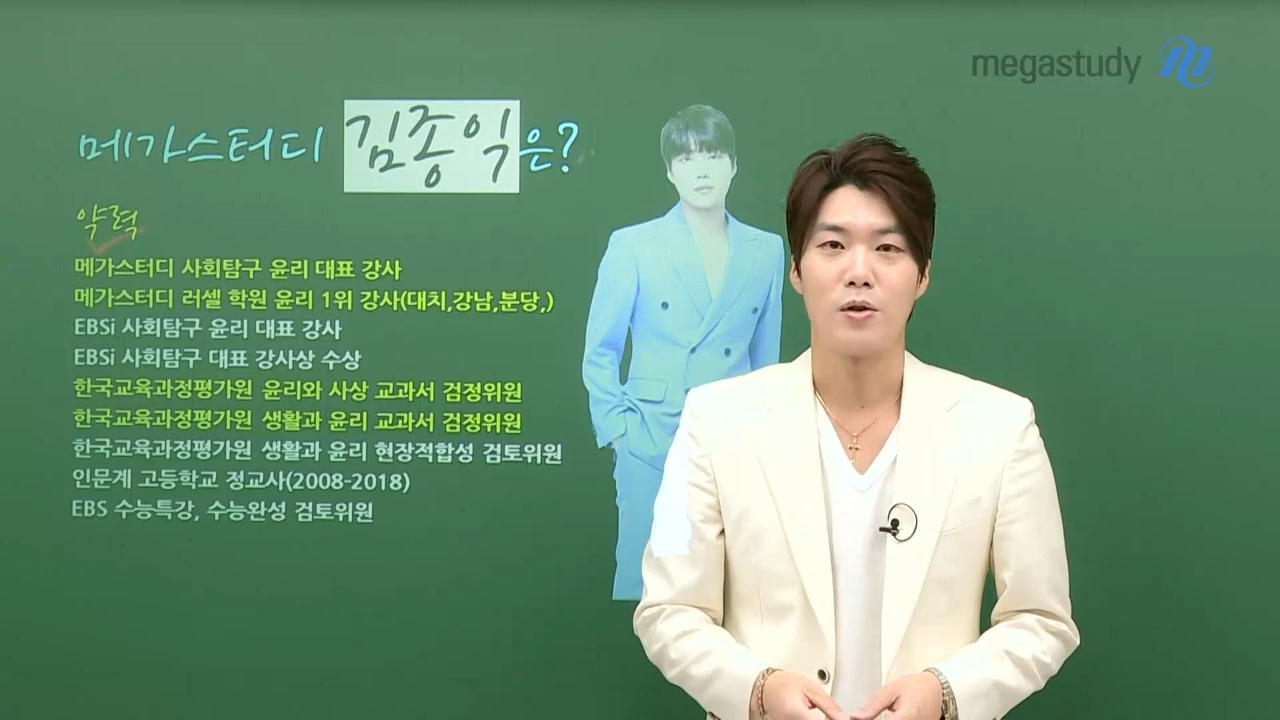 megastudy
메가스터디 김종익은?
약력
메가스터디 사회탐구 윤리 대표 강사
메가스터디 러셀 학원 윤리 1위 강사(대치,강남,분당,)
EBSi 사회탐구 윤리 대표 강사
EBSi 사회탐구 대표 강사상 수상
한국교육과정평가원 윤리와 사상 교과서 검정위원
한국교육과정평가원 생활과 윤리 교과서 검정위원
한국교육과정평가원 생활과 윤리 현장적합성 검토위원
인문계 고등학교 정교사(2008-2018)
EBS 수능특강, 수능완성 검토위원